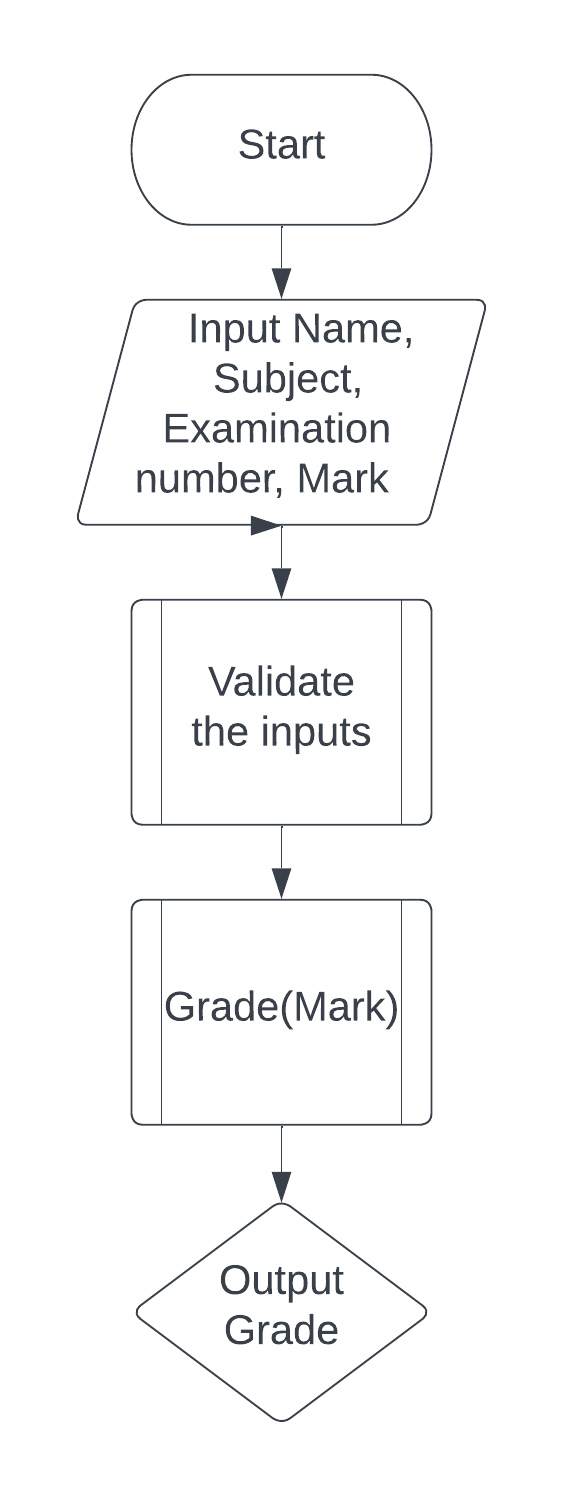 Start
Input Name,
Subject,
Examination
number, Mark
Validate
the inputs
Grade(Mark)
Output
Grade